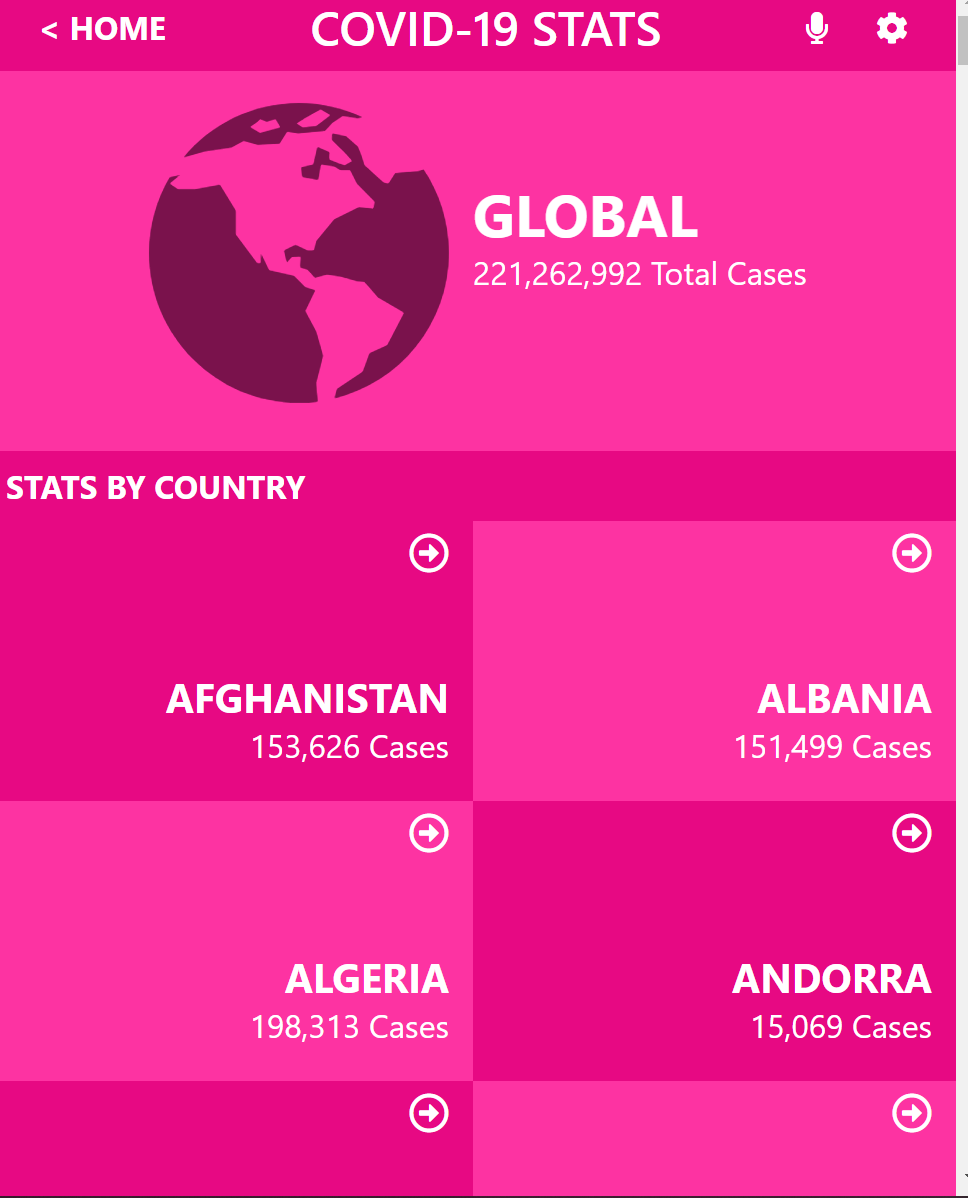 < HOME COVID-19 STATS
GLOBAL
221,262,992 Total Cases
STATS BY COUNTRY
AFGHANISTAN
153,626 Cases
ALBANIA
151,499 Cases
ALGERIA
198,313 Cases
ANDORRA
15,069 Cases